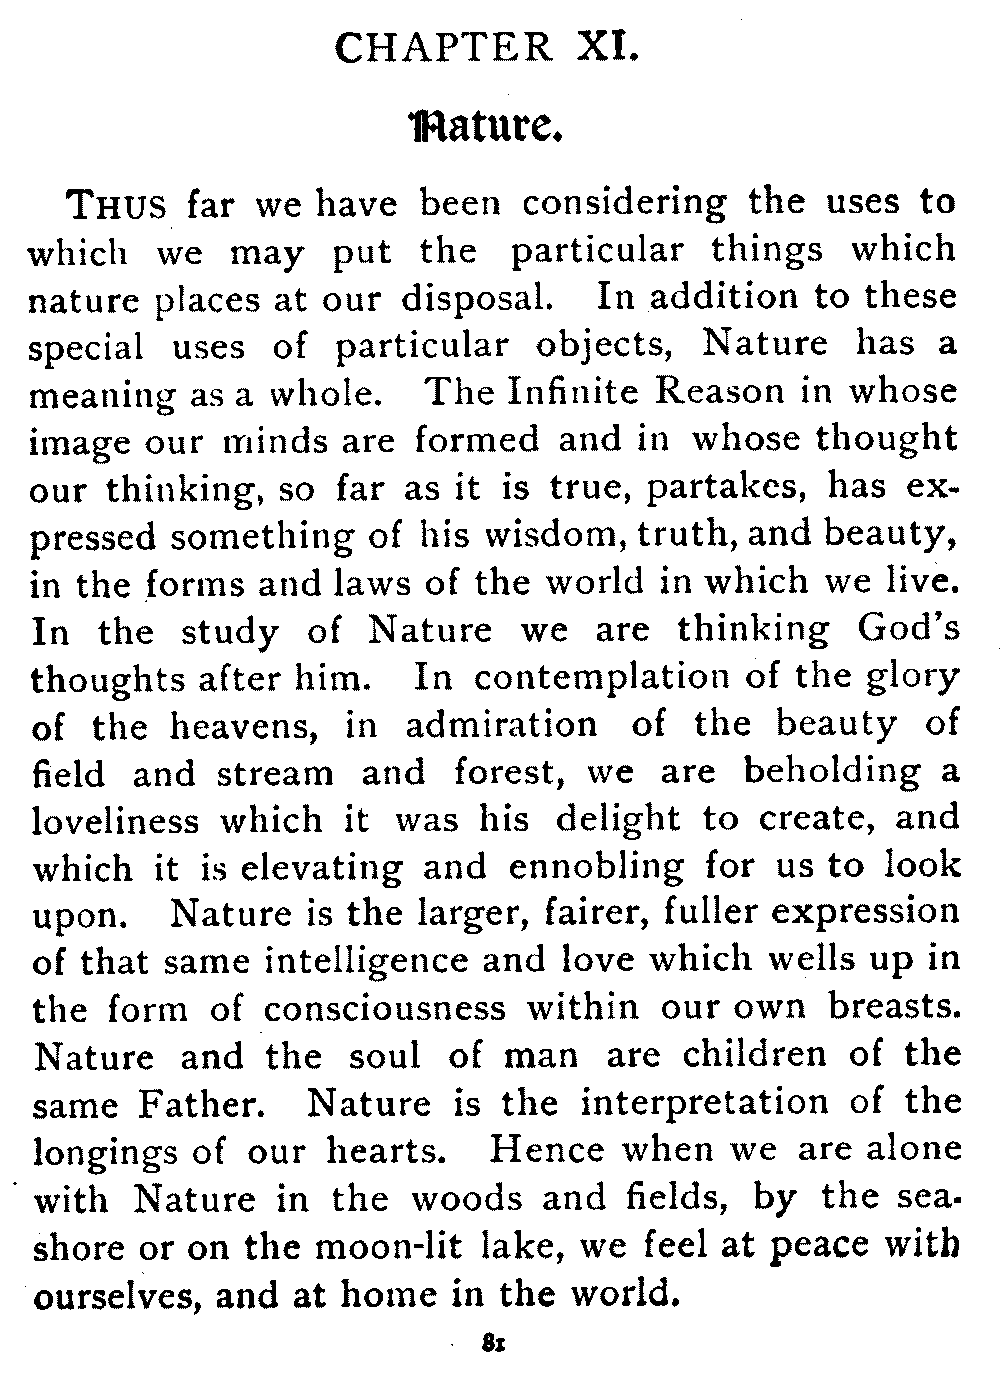 CHAPTER XI.
Nature.
THUS far we have been considering the uses to
which we may put the particular things which
nature places at our disposal. In addition to these
special uses of particular objects, Nature has a
meaning as a whole. The Infinite Reason in whose
image our minds are formed and in whose thought
our thinking, so far as it is true, partakes, has ex-
pressed something of his wisdom, truth, and beauty,
in the forms and laws of the world in which we live.
In the study of Nature we are thinking God's
thoughts after him. In contemplation of the glory
of the heavens, in admiration of the beauty of
field and stream and forest, we are beholding a
loveliness which it was his delight to create, and
which it is elevating and ennobling for us to look
upon. Nature is the larger, fairer, fuller expression
of that same intelligence and love which wells up in
the form of consciousness within our own breasts.
Nature and the soul of man are children of the
same Father. Nature is the interpretation of the
longings of our hearts. Hence when we are alone
with Nature in the woods and fields, by the sea-
shore or on the moon-lit lake, we feel at peace with
ourselves, and at home in the world.
81